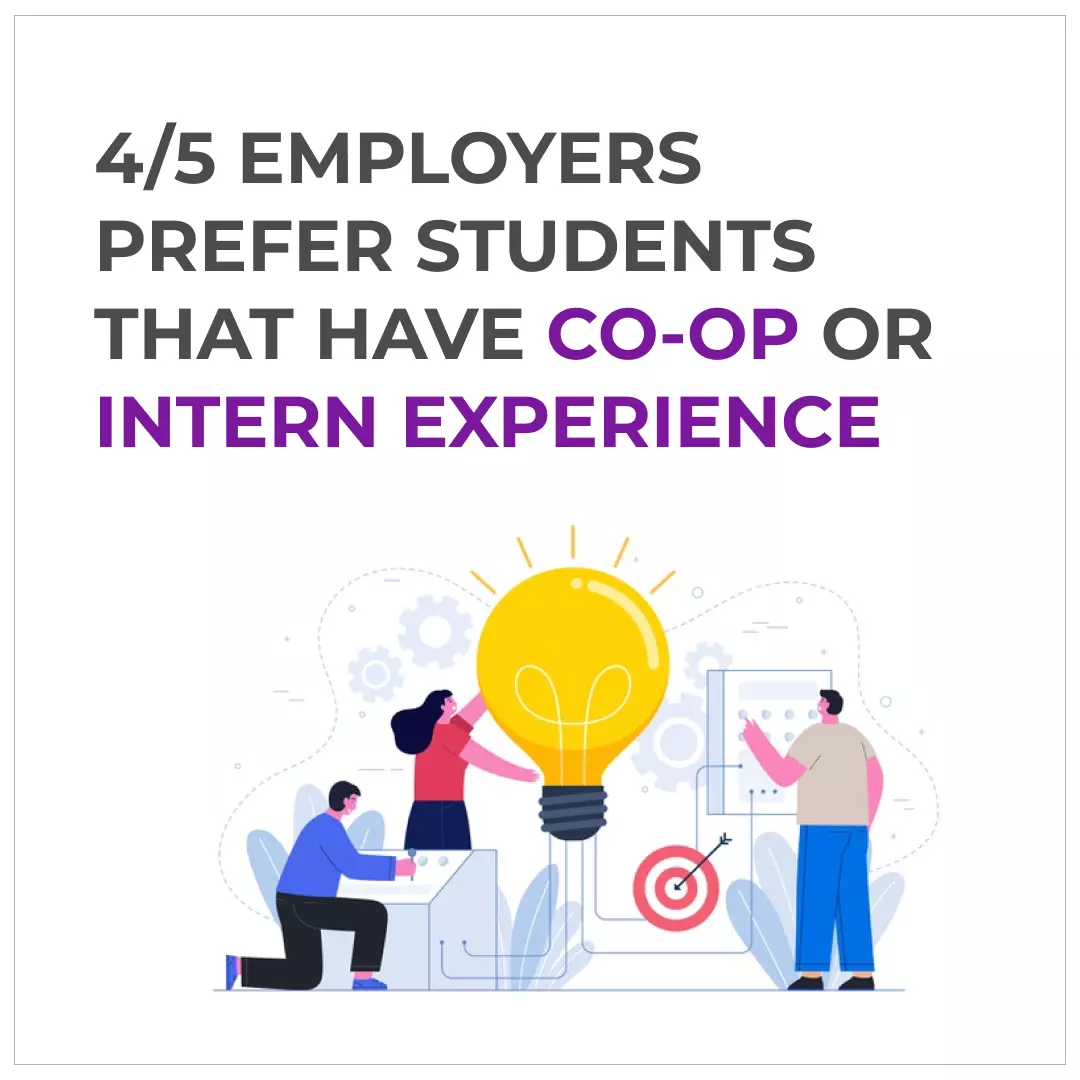 4/5 EMPLOYERS
PREFER STUDENTS
THAT HAVE CO-OP OR
INTERN EXPERIENCE